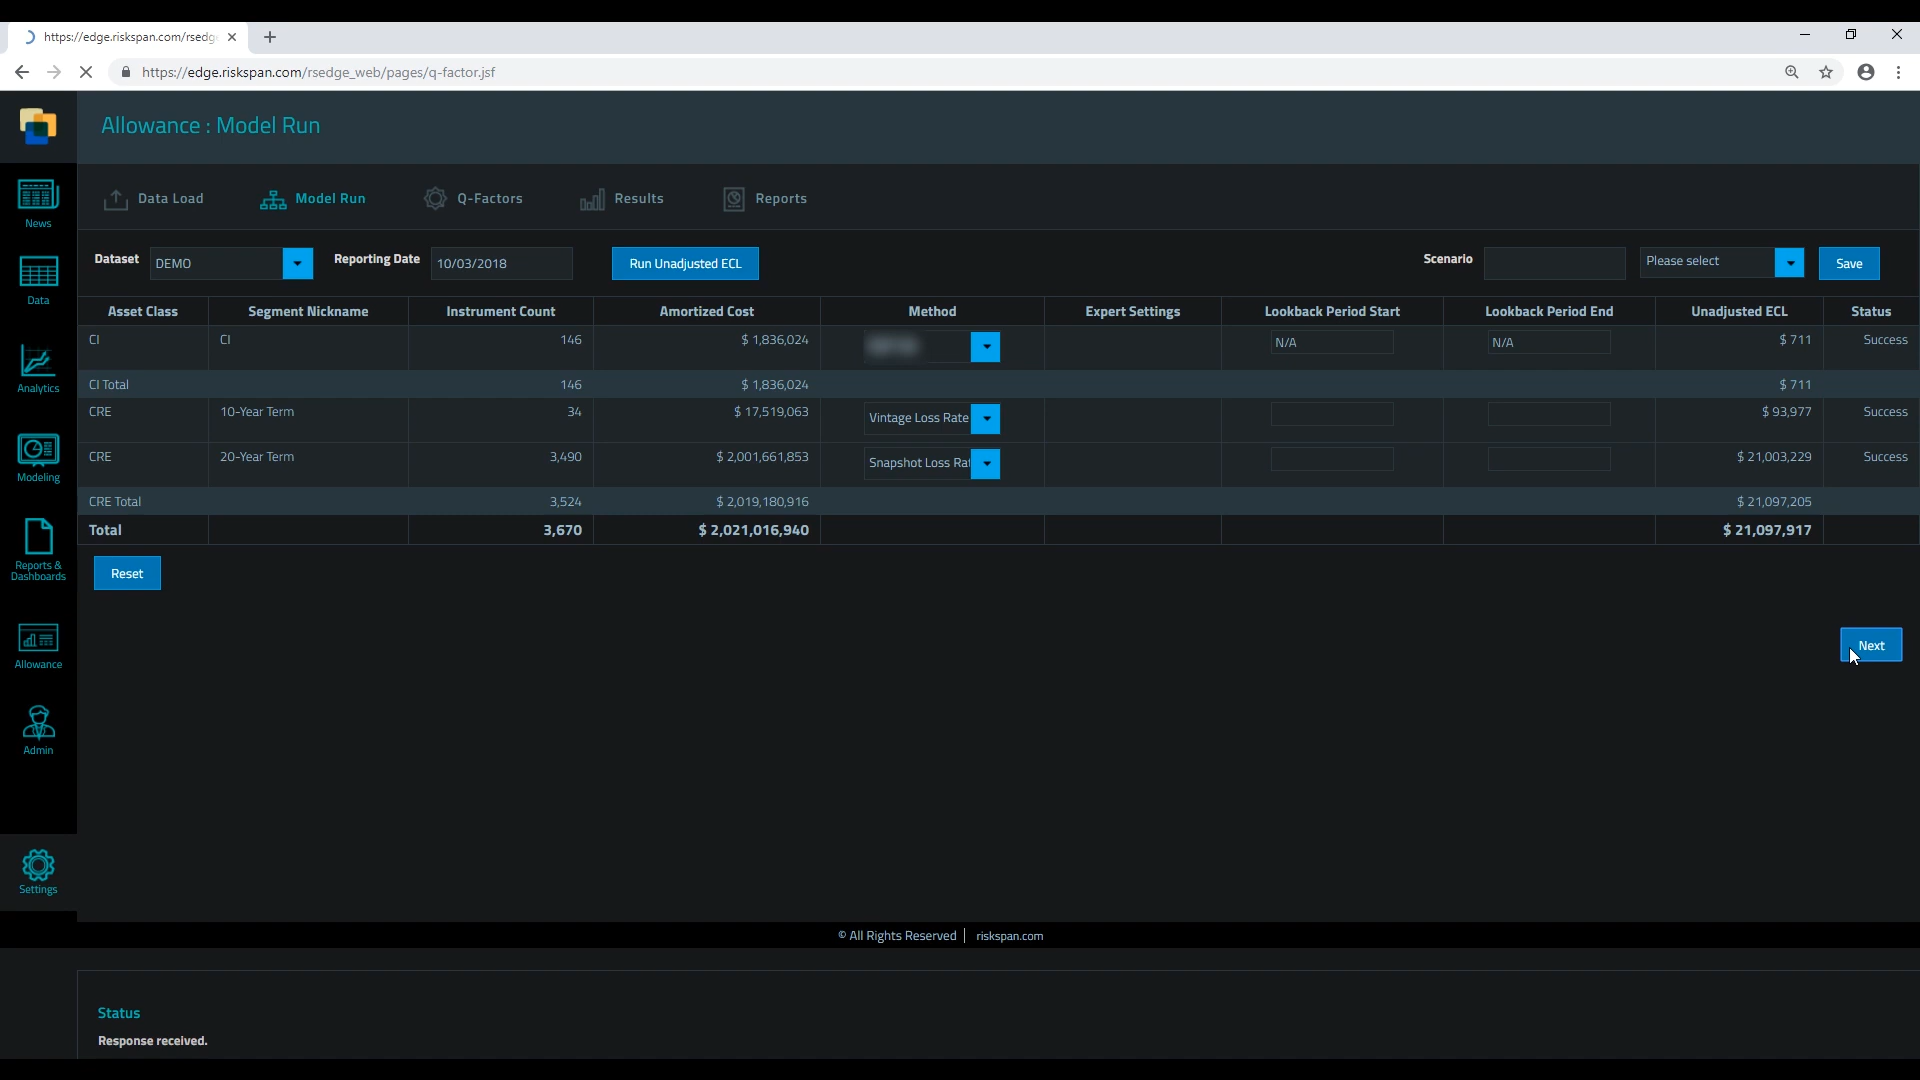 https://edge.riskspan.com/rsedge
https://edge.riskspan.com/rsedge_web/pages/q-factor.jsf
Allowance : Model Run
News
Data
Analytics
Modeling
Reports &
Dashboards
Allowance
Admin
Settings
Data Load Model Run Q-Factors Results Reports
Dataset DEMO Reporting Date 10/03/2018 Run Unadjusted ECL Scenario Please select Save
Asset Class Segment Nickname Instrument Count Amortized Cost Method Expert Settings Lookback Period Start Lookback Period End Unadjusted ECL Status
CI CI 146 $ 1,836,024 N/A N/A $ 711 Success
CI Total 146 $ 1,836,024 $ 711
CRE 10-Year Term 34 $ 17,519,063 Vintage Loss Rate $ 93,977 Success
CRE 20-Year Term 3,490 $ 2,001,661,853 Snapshot Loss Rat $ 21,003,229 Success
CRE Total 3,524 $ 2,019,180,916 $ 21,097,205
Total 3,670 $ 2,021,016,940 $ 21,097,917
Reset
Next
© All Rights Reserved | riskspan.com
Status
Response received.